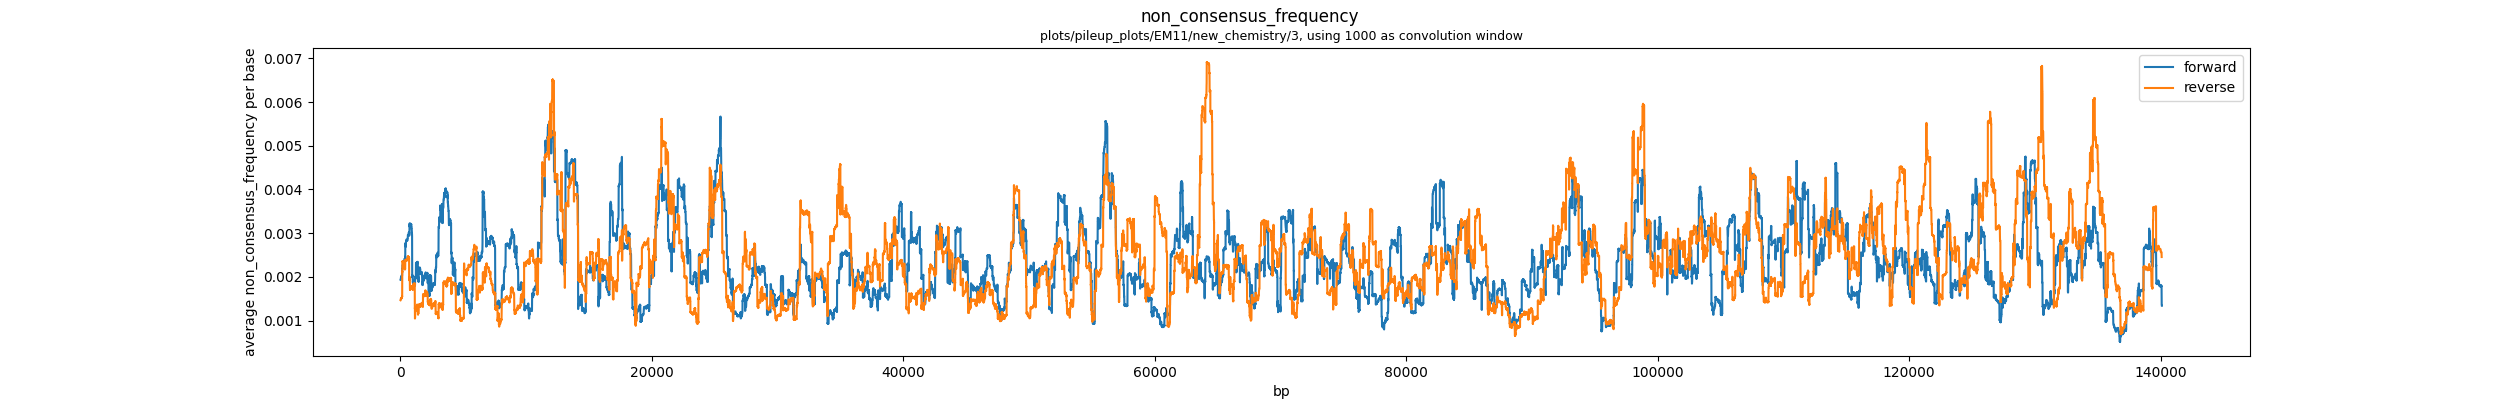 non_consensus_frequency
plots/pileup_plots/EM11/new_chemistry/3, using 1000 as convolution window
average non_consensus_frequency per base
0.007
0.006
0.005
0.004
0.003
0.002
0.001
forward
reverse
0
20000
40000
60000
80000
100000
120000
140000
bp